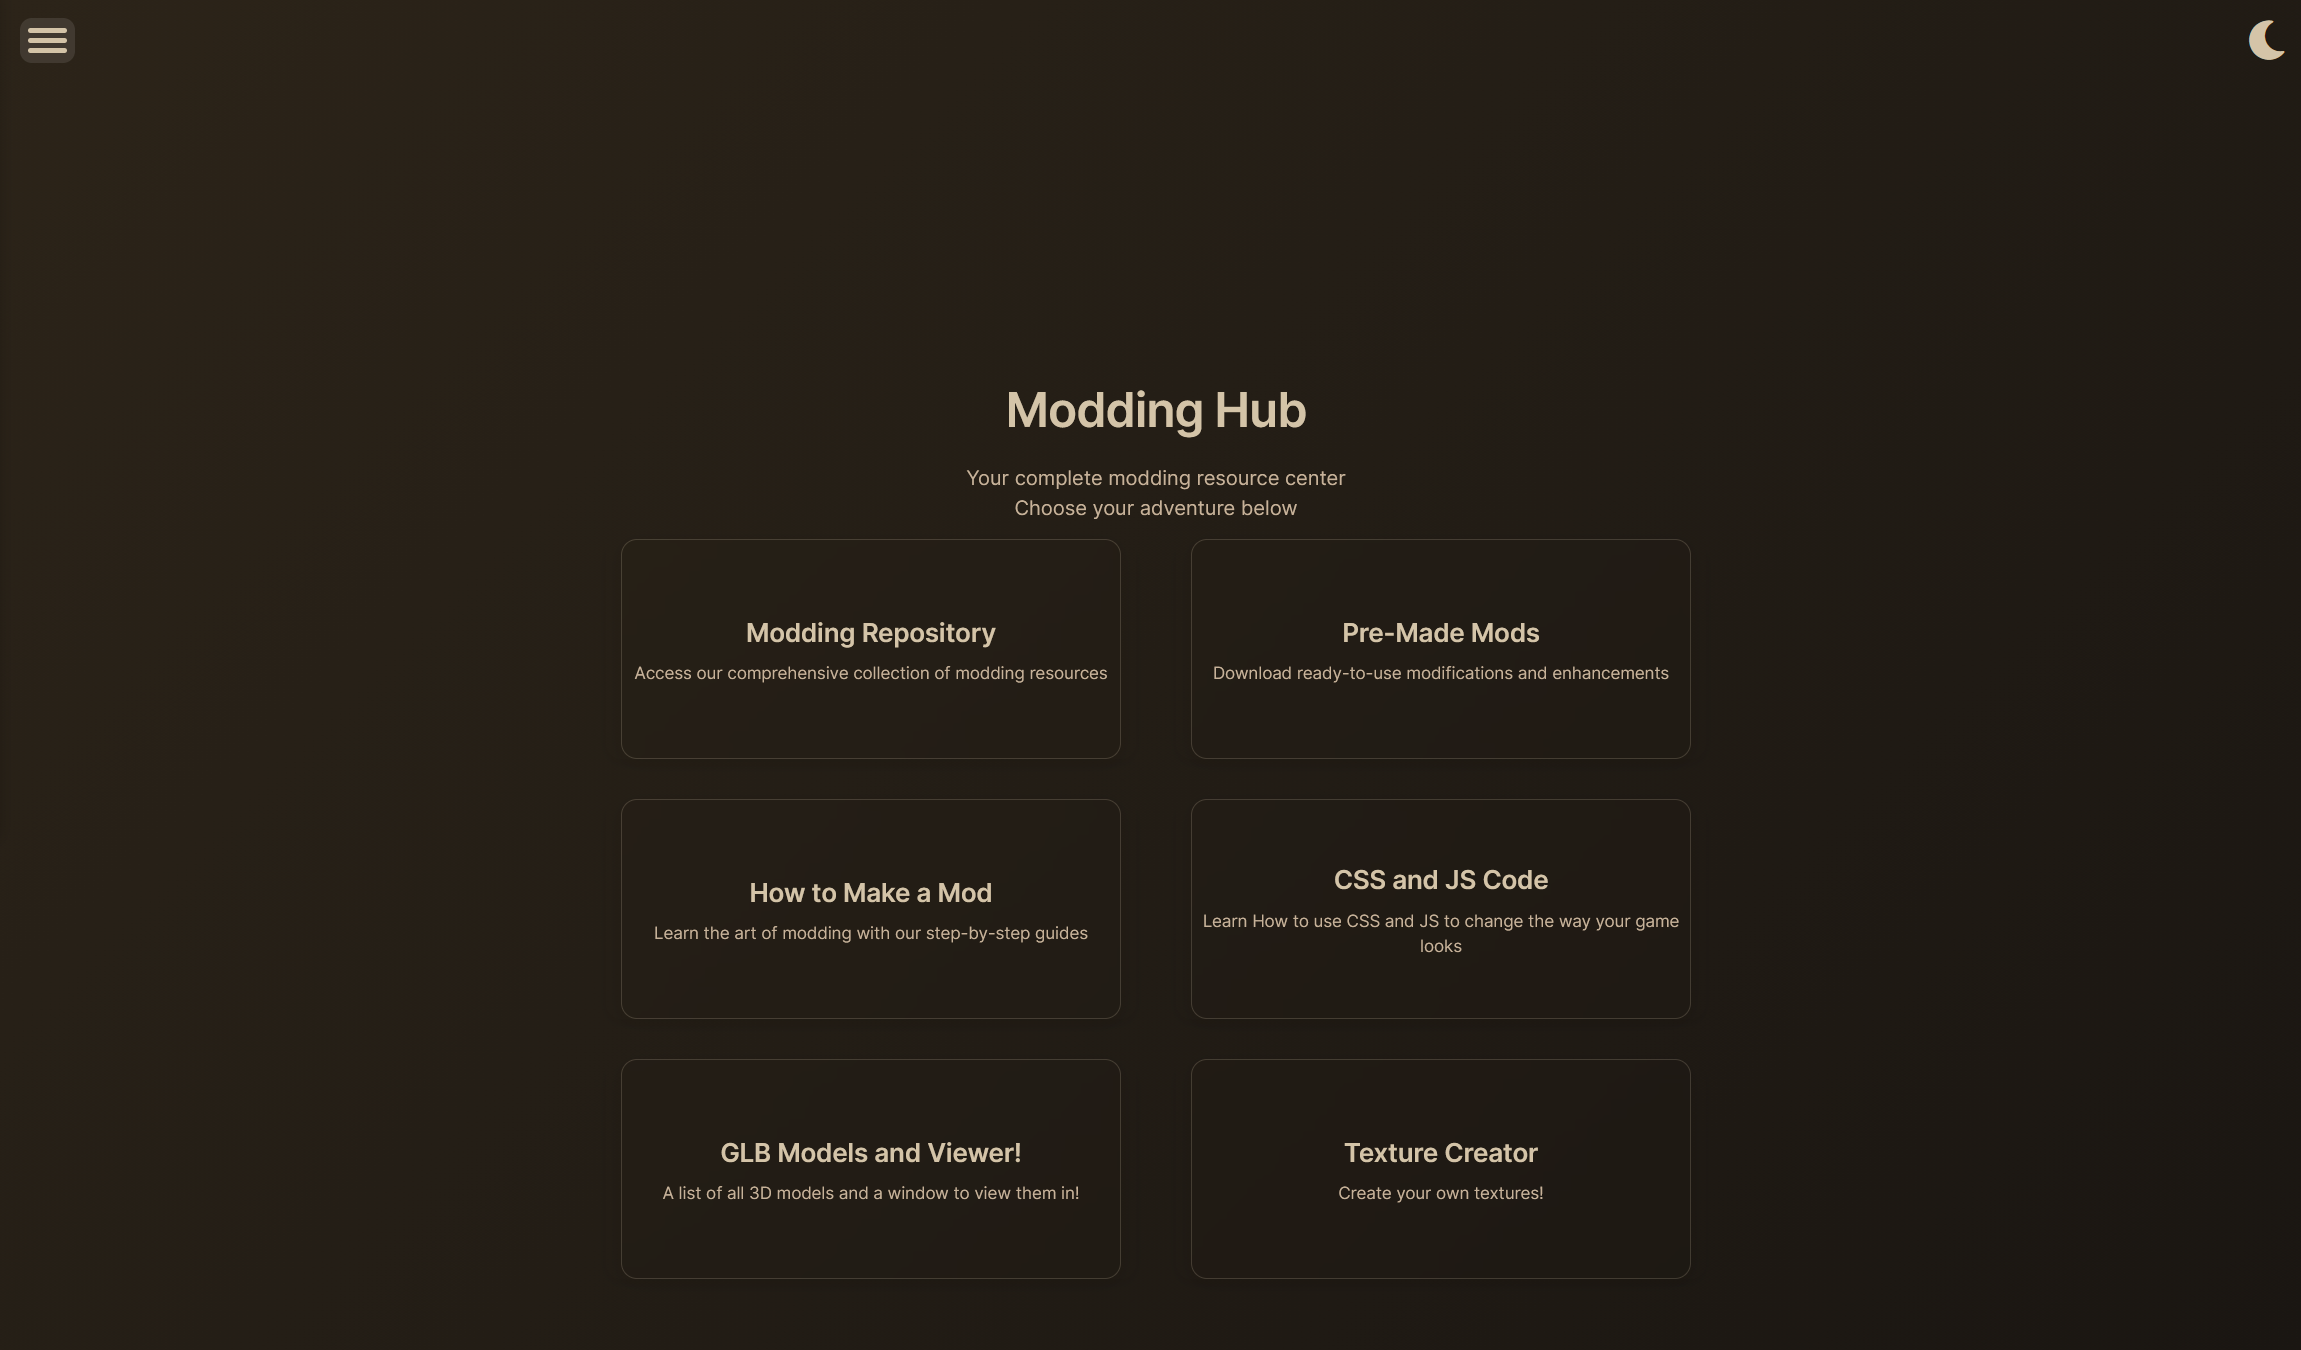 Modding Hub
Your complete modding resource center
Choose your adventure below
Modding Repository
Access our comprehensive collection of modding resources
Pre-Made Mods
Download ready-to-use modifications and enhancements
How to Make a Mod
Learn the art of modding with our step-by-step guides
CSS and JS Code
Learn How to use CSS and JS to change the way your game
looks
GLB Models and Viewer!
A list of all 3D models and a window to view them in!
Texture Creator
Create your own textures!